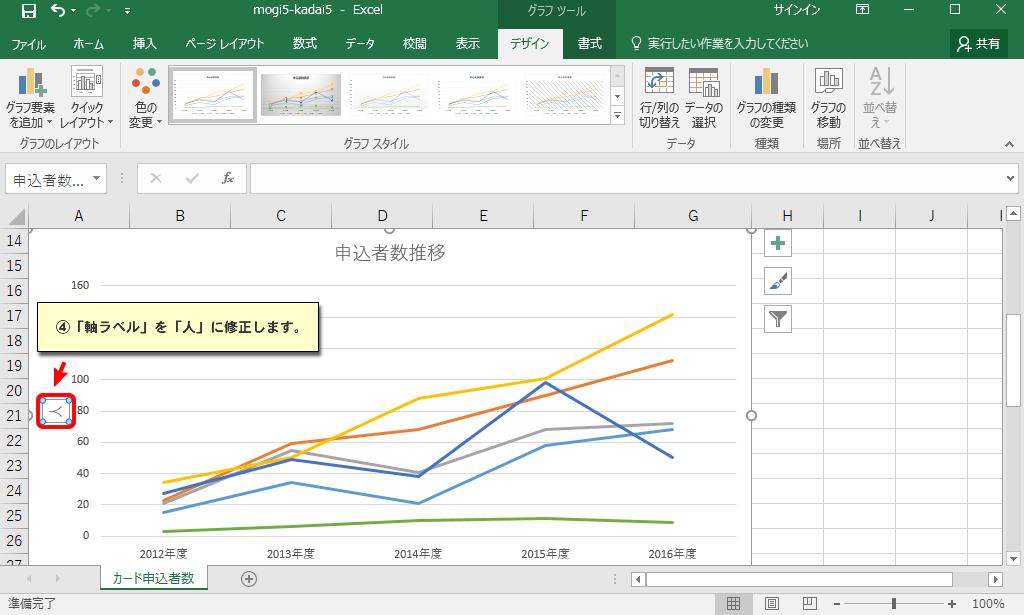 mogi5-kadai5 - Excel
グラフ ツール
サインイン
ファイル ホーム 挿入 ページ レイアウト 数式 データ 校閲 表示 デザイン 書式 実行したい作業を入力してください 共有
グラフ要素を追加
クイックレイアウト
色の変更
行/列の切り替え
データの選択
グラフの種類の変更
グラフの移動
並べ替え
グラフのレイアウト
グラフ スタイル
データ
種類
場所
並べ替え
申込者数...
fx
A B C D E F G H I J
14
15
16
17
18
19
20
21
22
23
24
25
26
27
申込者数推移
160
④「軸ラベル」を「人」に修正します。
100
人
80
60
40
20
0
2012年度 2013年度 2014年度 2015年度 2016年度
カード申込者数
準備完了
100%